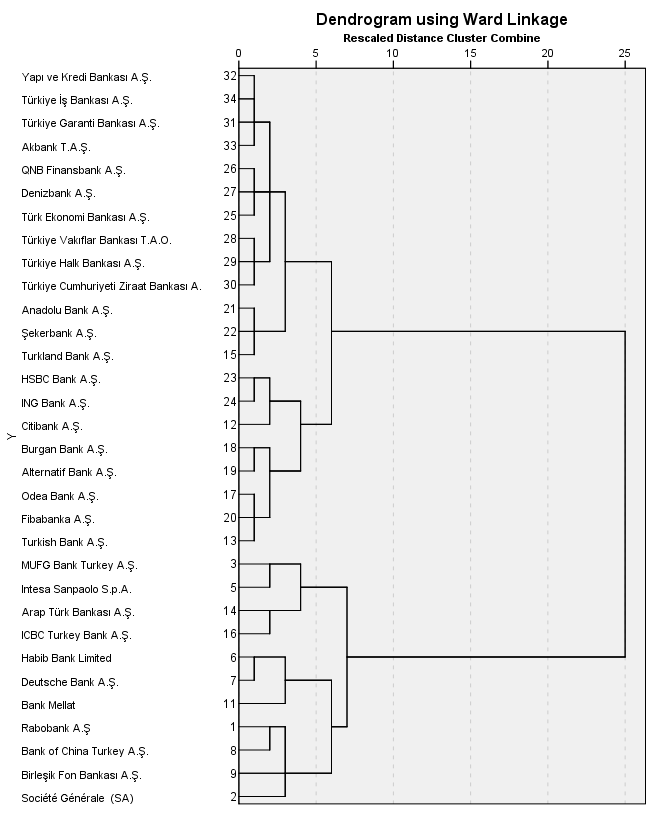 Dendrogram using Ward Linkage
Rescaled Distance Cluster Combine
0 5 10 15 20 25
Yapı ve Kredi Bankası A.Ş. 32
Türkiye İş Bankası A.Ş. 34
Türkiye Garanti Bankası A.Ş. 31
Akbank T.A.Ş. 33
QNB Finansbank A.Ş. 26
Denizbank A.Ş. 27
Türk Ekonomi Bankası A.Ş. 25
Türkiye Vakıflar Bankası T.A.O. 28
Türkiye Halk Bankası A.Ş. 29
Türkiye Cumhuriyeti Ziraat Bankası A. 30
Anadolu Bank A.Ş. 21
Şekerbank A.Ş. 22
Turkland Bank A.Ş. 15
HSBC Bank A.Ş. 23
ING Bank A.Ş. 24
Citibank A.Ş. 12
Y
Burgan Bank A.Ş. 18
Alternatif Bank A.Ş. 19
Odea Bank A.Ş. 17
Fibabanka A.Ş. 20
Turkish Bank A.Ş. 13
MUFG Bank Turkey A.Ş. 3
Intesa Sanpaolo S.p.A. 5
Arap Türk Bankası A.Ş. 14
ICBC Turkey Bank A.Ş. 16
Habib Bank Limited 6
Deutsche Bank A.Ş. 7
Bank Mellat 11
Rabobank A.Ş 1
Bank of China Turkey A.Ş. 8
Birleşik Fon Bankası A.Ş. 9
Société Générale (SA) 2